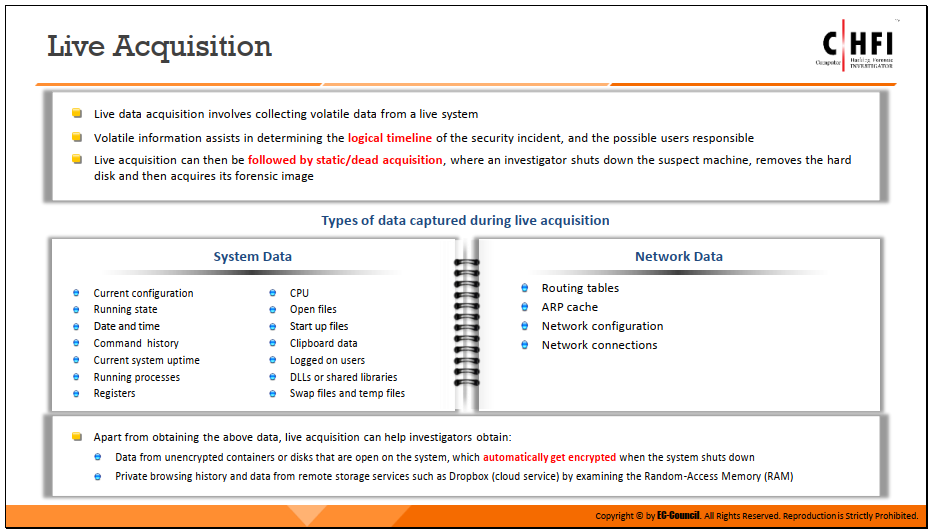 Live Acquisition
CHFI
Computer Hacking Forensic
INVESTIGATOR
Live data acquisition involves collecting volatile data from a live system
Volatile information assists in determining the logical timeline of the security incident, and the possible users responsible
Live acquisition can then be followed by static/dead acquisition, where an investigator shuts down the suspect machine, removes the hard
disk and then acquires its forensic image
Types of data captured during live acquisition
System Data
Current configuration
Running state
Date and time
Command history
Current system uptime
Running processes
Registers
CPU
Open files
Start up files
Clipboard data
Logged on users
DLLs or shared libraries
Swap files and temp files
Network Data
Routing tables
ARP cache
Network configuration
Network connections
Apart from obtaining the above data, live acquisition can help investigators obtain:
Data from unencrypted containers or disks that are open on the system, which automatically get encrypted when the system shuts down
Private browsing history and data from remote storage services such as Dropbox (cloud service) by examining the Random-Access Memory (RAM)
Copyright © by EC-Council. All Rights Reserved. Reproduction is Strictly Prohibited.